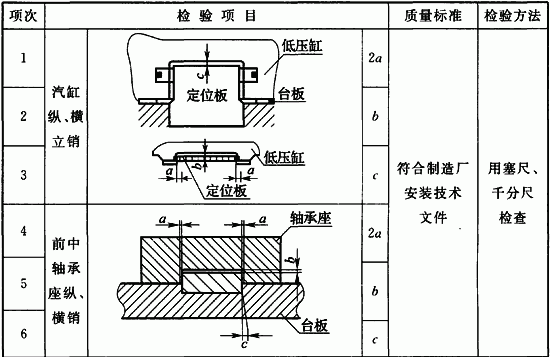 项次
检验项目
质量标准
检验方法
1
2
3
汽缸
纵、横
立销
低压缸
c
定位板
台板
低压缸
a
b
a
定位板
2a
b
c
4
5
6
前中
轴承
座纵、
横销
a
a
轴承座
b
台板
c
2a
b
c
符合制造厂
安装技术
文件
用塞尺、
千分尺
检查